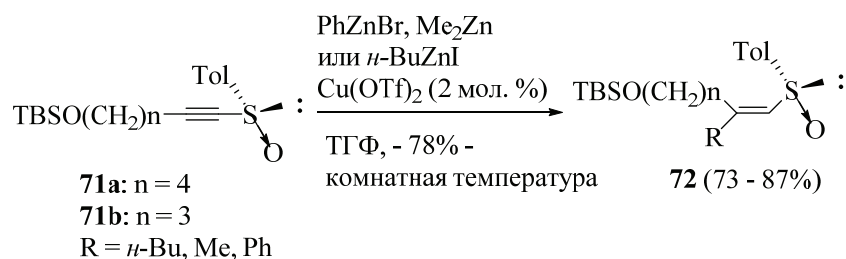 PhZnBr, Me2Zn
или н-BuZnI
Cu(OTf)2 (2 мол. %)
ТГФ, - 78% -
комнатная температура
Tol
TBSO(CH2)n
S
:
O
71a: n = 4
71b: n = 3
R = н-Bu, Me, Ph
Tol
TBSO(CH2)n
S
:
R
O
72 (73 - 87%)